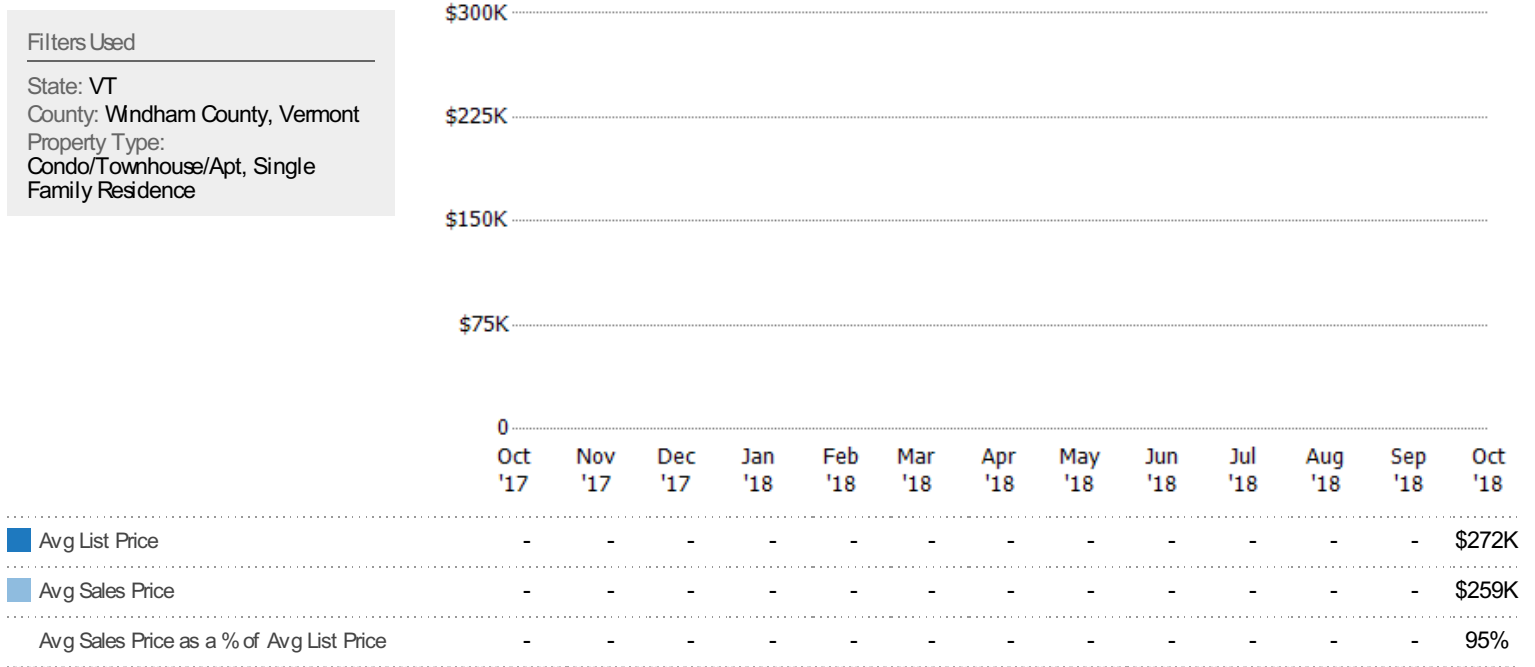 Filters Used
State: VT
County: Windham County, Vermont
Property Type:
Condo/Townhouse/Apt, Single
Family Residence
$300K
$225K
$150K
$75K
0
Oct Nov Dec Jan Feb Mar Apr May Jun Jul Aug Sep Oct
'17 '17 '17 '18 '18 '18 '18 '18 '18 '18 '18 '18 '18
Avg List Price - - - - - - - - - - - - $272K
Avg Sales Price - - - - - - - - - - - - $259K
Avg Sales Price as a % of Avg List Price - - - - - - - - - - - - 95%